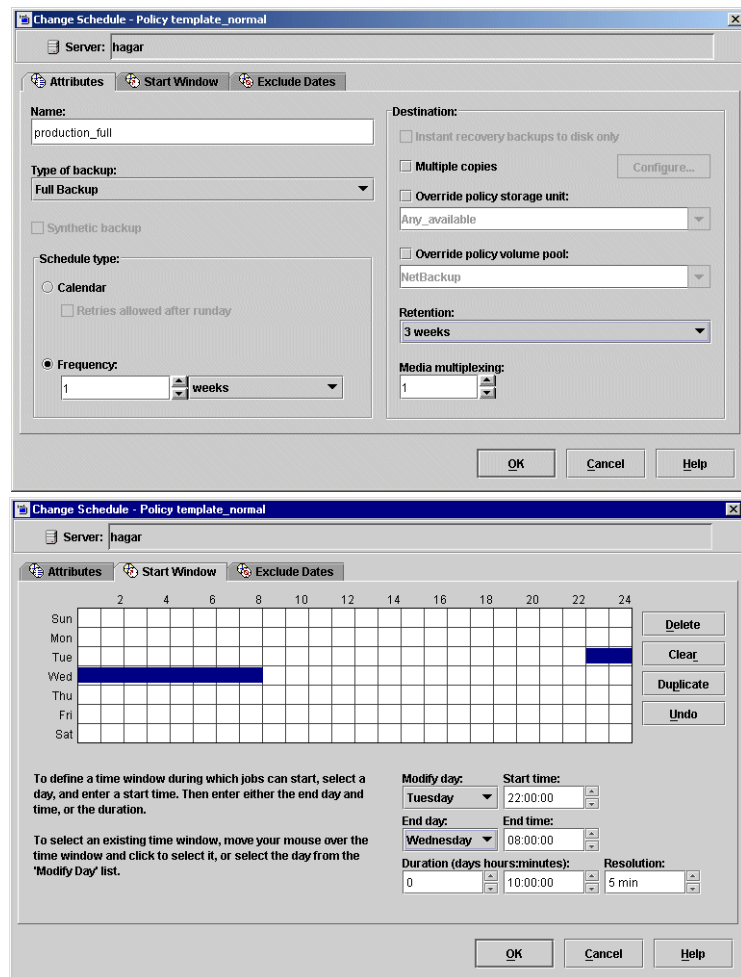 Change Schedule - Policy template_normal
Server: hagar
Attributes Start Window Exclude Dates
Name:
production_full
Type of backup:
Full Backup
Synthetic backup
Schedule type:
Calendar
Retries allowed after runday
Frequency:
1 weeks
Destination:
Instant recovery backups to disk only
Multiple copies Configure...
Override policy storage unit:
Any_available
Override policy volume pool:
NetBackup
Retention:
3 weeks
Media multiplexing:
1
OK Cancel Help
Change Schedule - Policy template_normal
Server: hagar
Attributes Start Window Exclude Dates
2 4 6 8 10 12 14 16 18 20 22 24
Sun
Mon
Tue
Wed
Thu
Fri
Sat
Delete
Clear
Duplicate
Undo
To define a time window during which jobs can start, select a
day, and enter a start time. Then enter either the end day and
time, or the duration.
To select an existing time window, move your mouse over the
time window and click to select it, or select the day from the
'Modify Day' list.
Modify day: Start time:
Tuesday 22:00:00
End day: End time:
Wednesday 08:00:00
Duration (days hours:minutes): Resolution:
0 10:00:00 5 min
OK Cancel Help